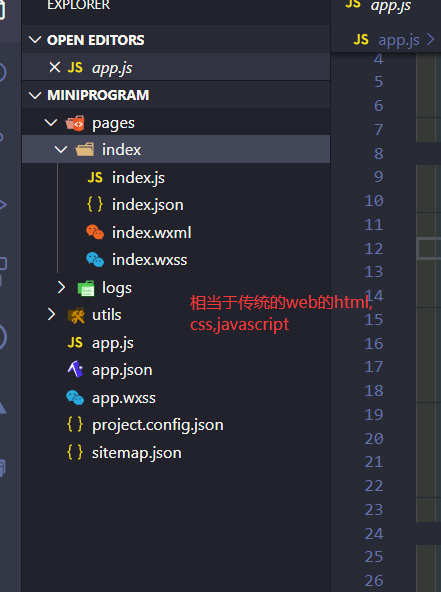 EXPLORER
OPEN EDITORS
JS app.js
MINIPROGRAM
pages
index
JS index.js
{} index.json
index.wxml
index.wxss
logs
utils
JS app.js
app.json
app.wxss
{} project.config.json
{} sitemap.json
相当于传统的web的html,
css,javascript
JS app.js
JS app.js
4
5
6
7
8
9
10
11
12
13
14
15
16
17
18
19
20
21
22
23
24
25
26